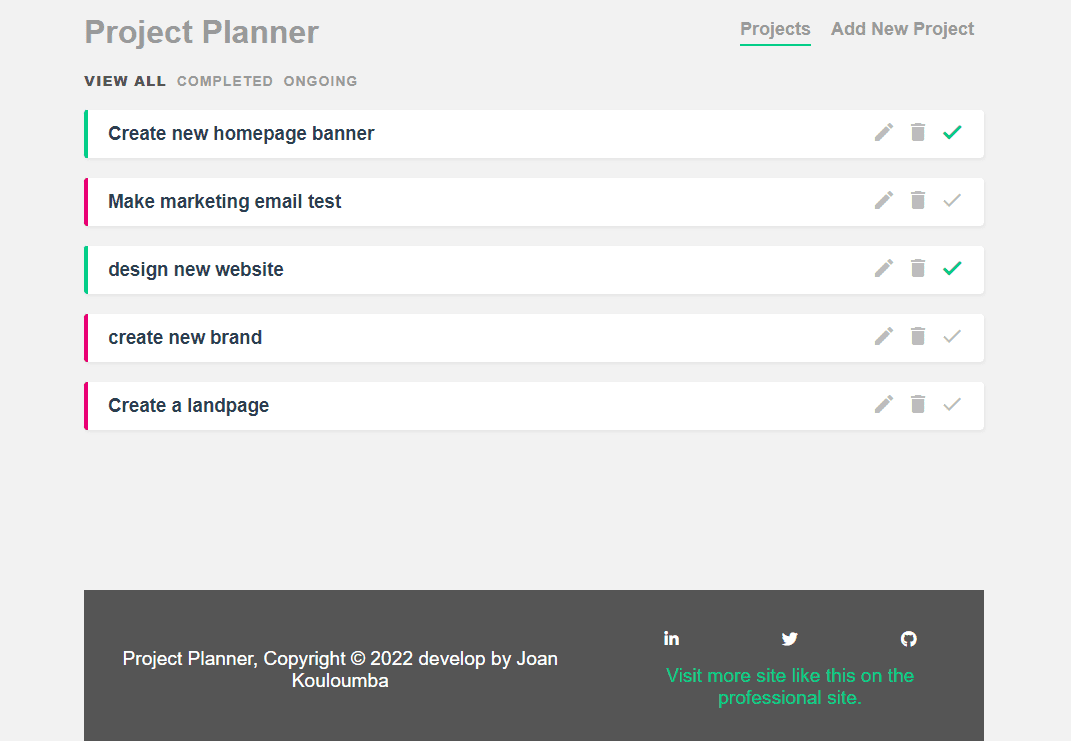 Project Planner
Projects
Add New Project
VIEW ALL
COMPLETED
ONGOING
Create new homepage banner
Make marketing email test
design new website
create new brand
Create a landpage
Project Planner, Copyright © 2022 develop by Joan
Kouloumba
in
Visit more site like this on the
professional site.